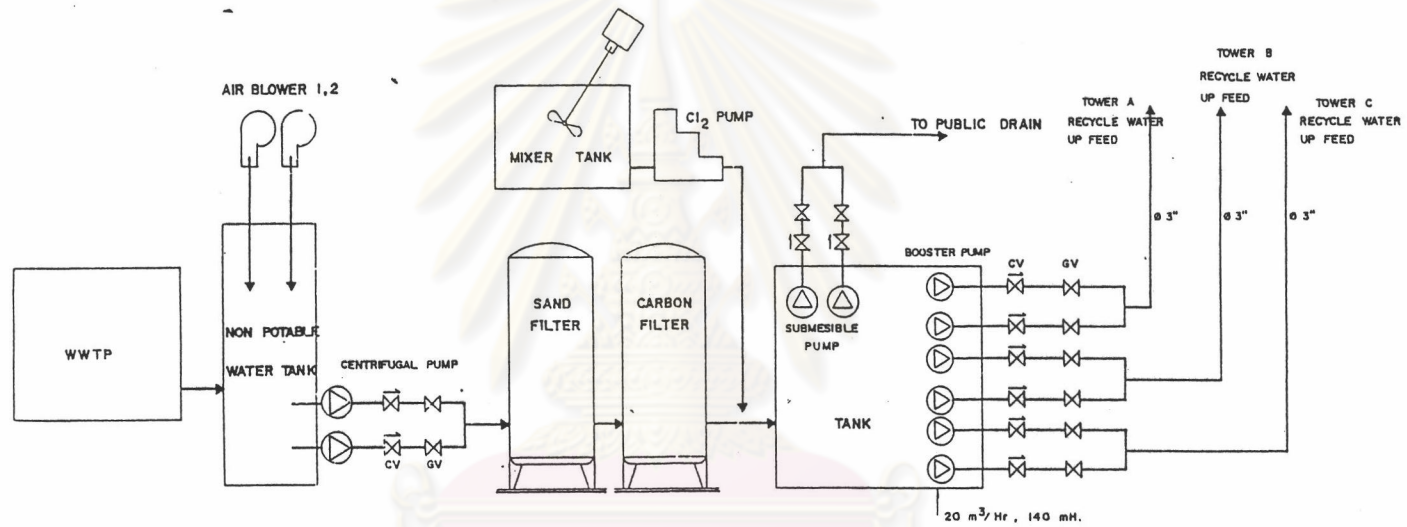 AIR BLOWER 1,2
WWTP
NON POTABLE
WATER TANK
CENTRIFUGAL PUMP
CV
GV
MIXER TANK
Cl₂ PUMP
SAND
FILTER
CARBON
FILTER
TO PUBLIC DRAIN
SUBMESIBLE
PUMP
TANK
BOOSTER PUMP
CV
GV
TOWER A
RECYCLE WATER
UP FEED
TOWER B
RECYCLE WATER
UP FEED
TOWER C
RECYCLE WATER
UP FEED
Ø 3"
Ø 3"
Ø 3"
20 m³/Hr , 140 mH.